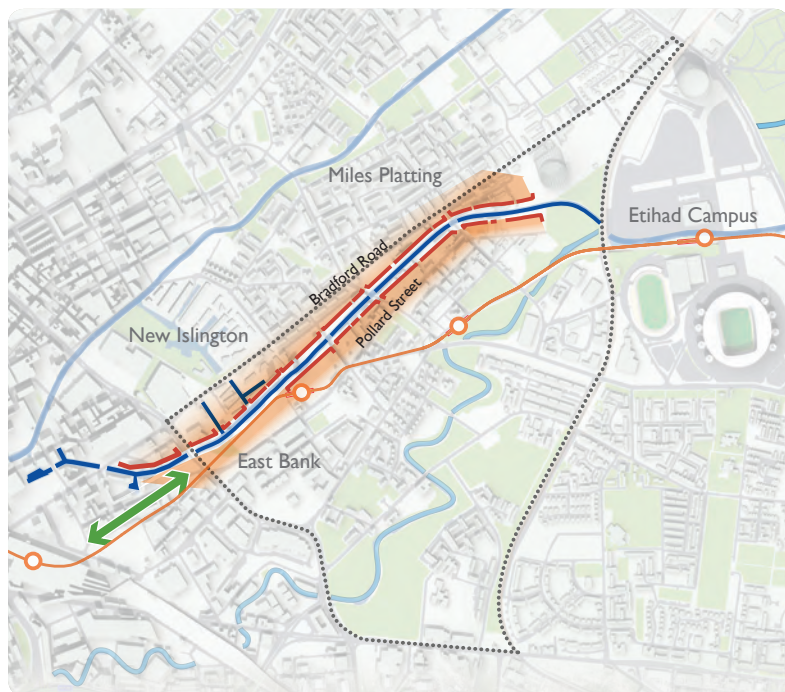 Miles Platting
Etihad Campus
Bradford Road
Pollard Street
New Islington
East Bank